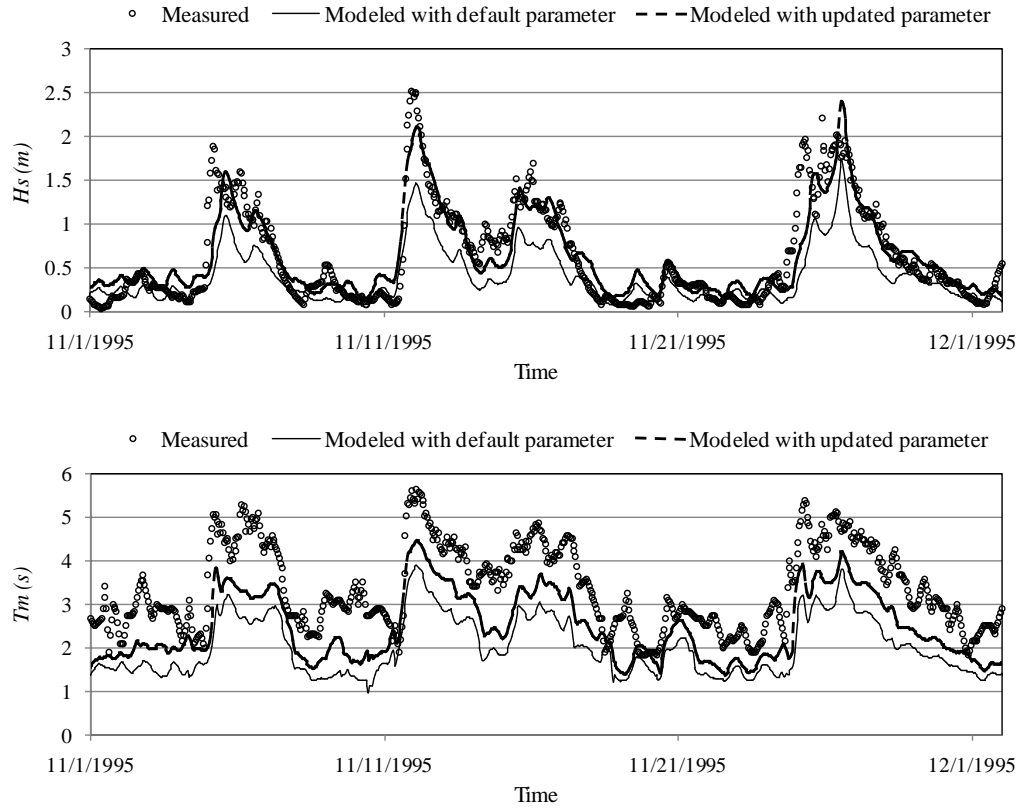 Measured Modeled with default parameter Modeled with updated parameter
3
2.5
2
1.5
1
0.5
0
Hs (m)
11/1/1995 11/11/1995 11/21/1995 12/1/1995
Time
Measured Modeled with default parameter Modeled with updated parameter
6
5
4
3
2
1
0
Tm (s)
11/1/1995 11/11/1995 11/21/1995 12/1/1995
Time